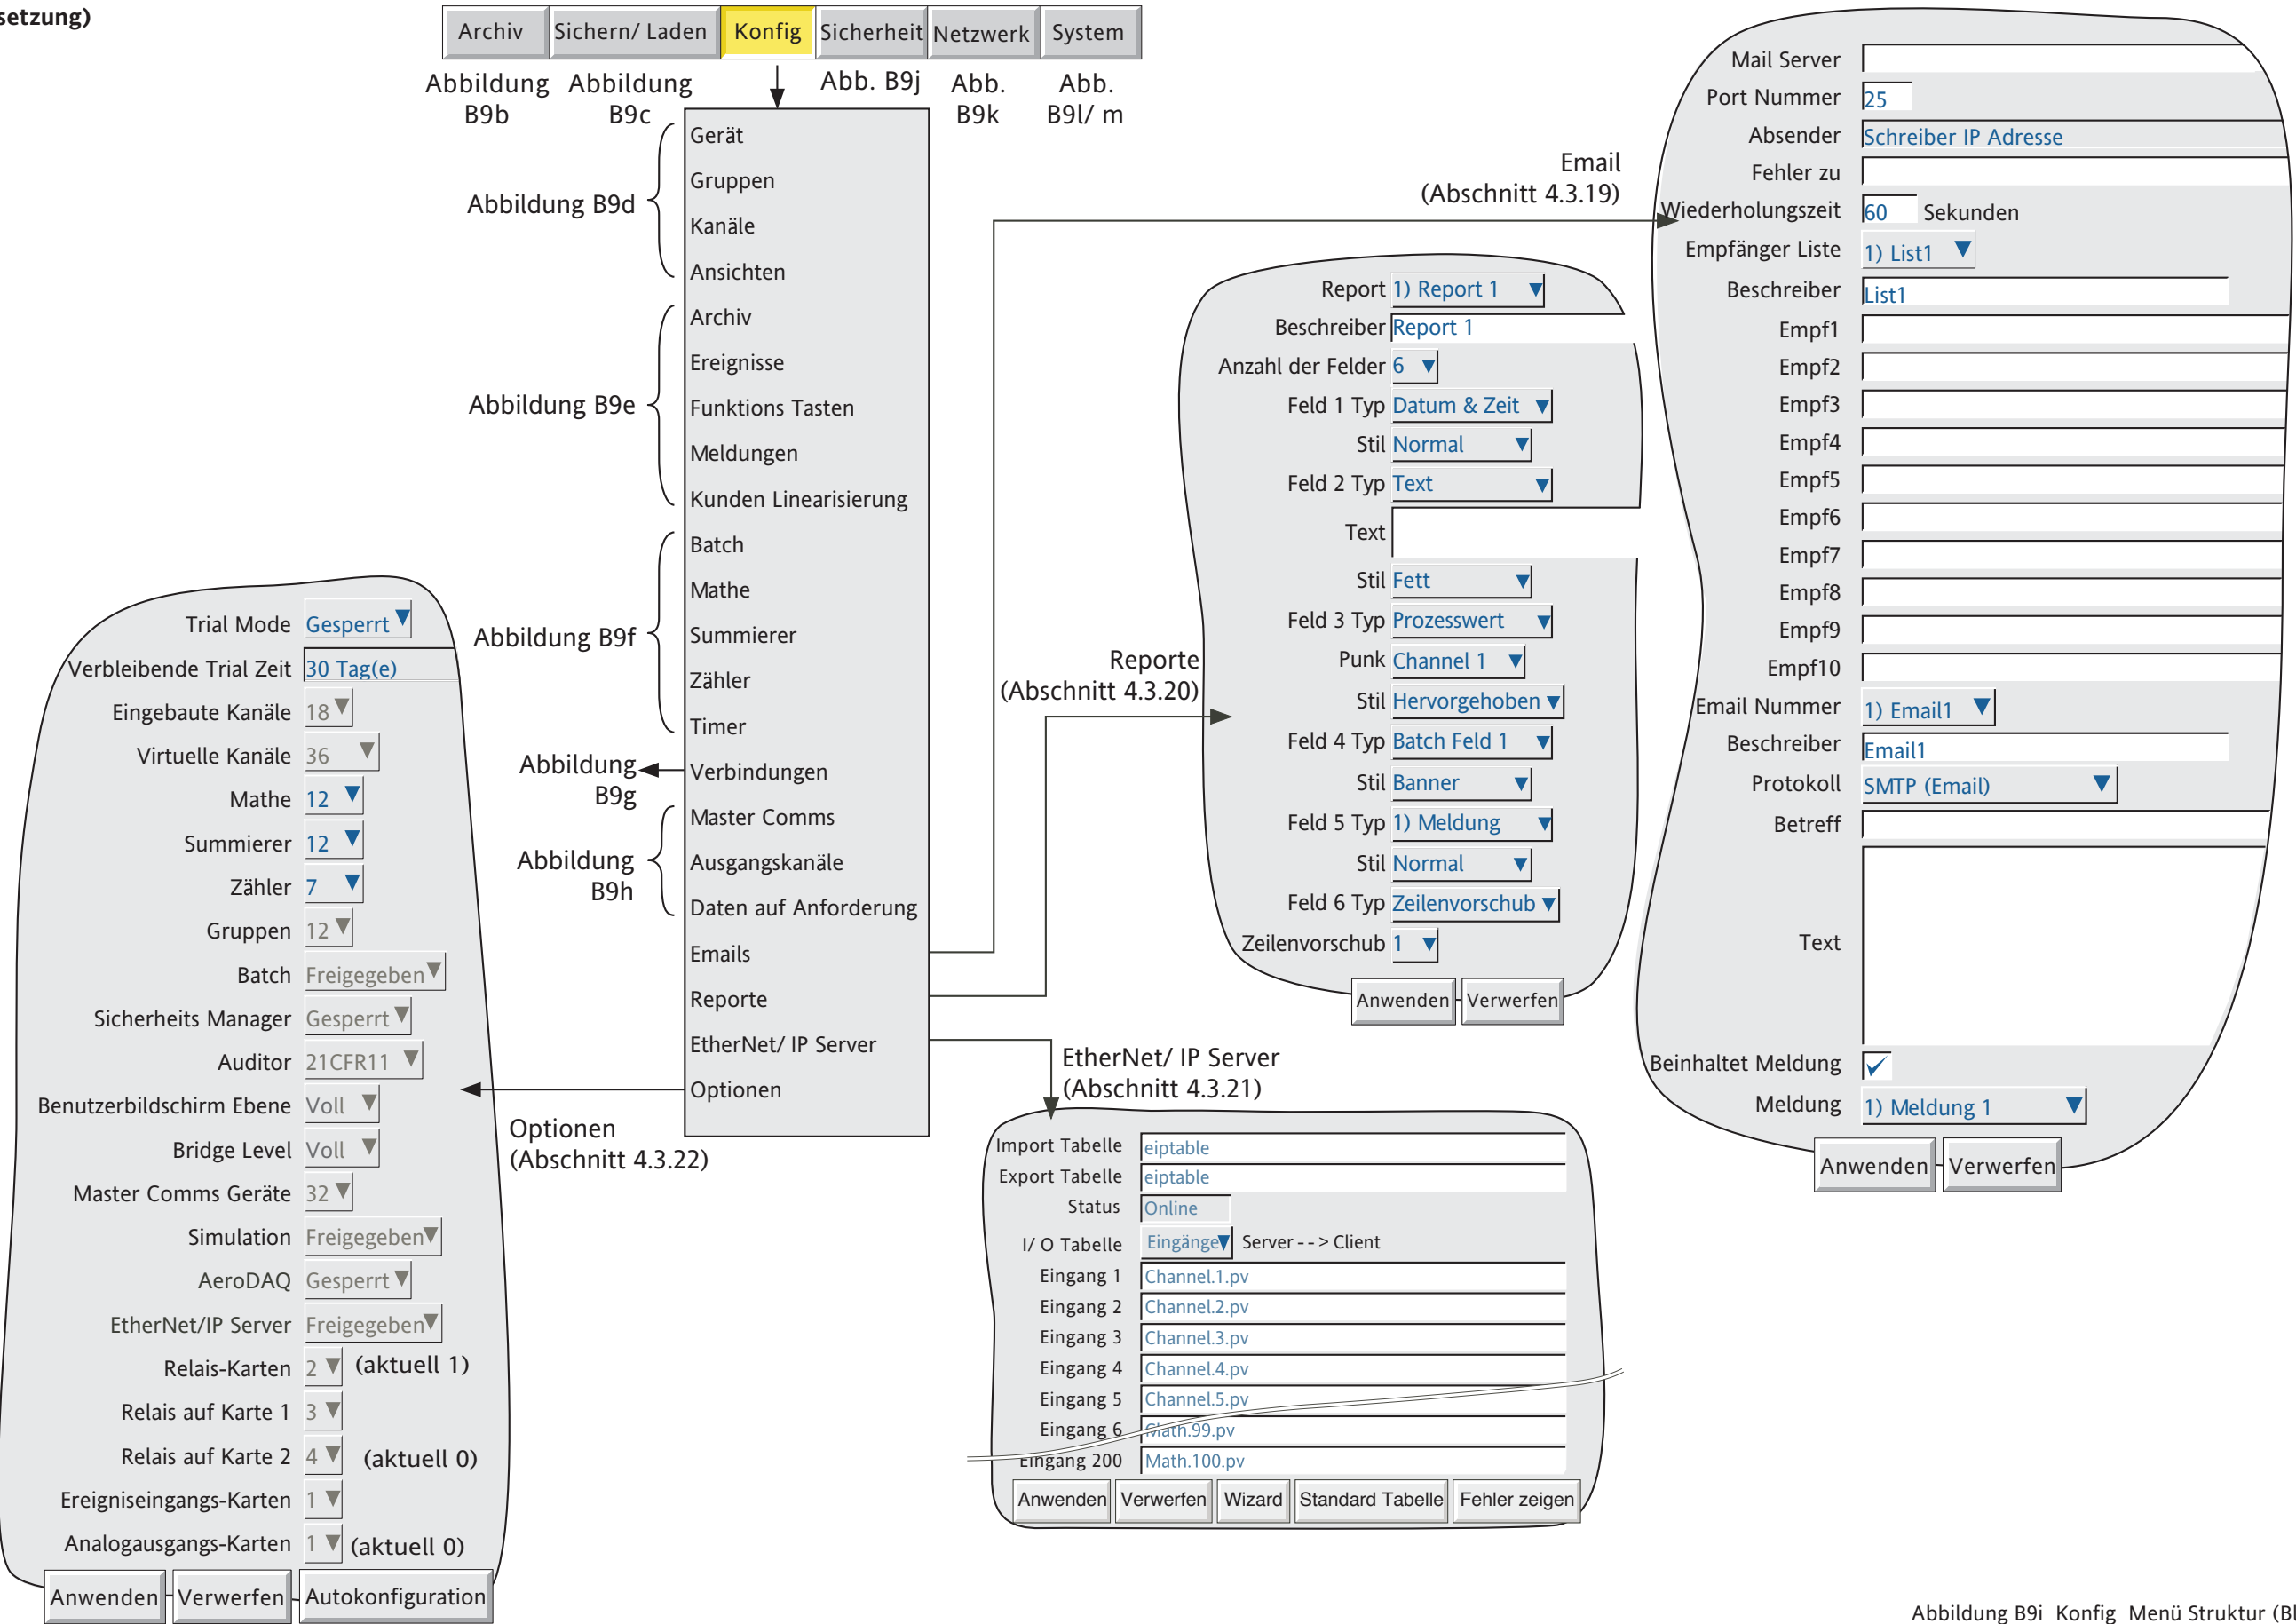 setzung)
Archiv
Sichern/ Laden
Konfig
Sicherheit
Netzwerk
System
Abbildung
B9b
Abbildung
B9c
Abb. B9j
Abb.
B9k
Abb.
B9l/ m
Gerät
Gruppen
Kanäle
Ansichten
Archiv
Ereignisse
Funktions Tasten
Meldungen
Kunden Linearisierung
Batch
Mathe
Summierer
Zähler
Timer
Verbindungen
Master Comms
Ausgangskanäle
Daten auf Anforderung
Emails
Reporte
EtherNet/ IP Server
Optionen
Abbildung B9d
Abbildung B9e
Abbildung B9f
Abbildung
B9g
Abbildung
B9h
Optionen
(Abschnitt 4.3.22)
Trial Mode Gesperrt
Verbleibende Trial Zeit 30 Tag(e)
Eingebaute Kanäle 18
Virtuelle Kanäle 36
Mathe 12
Summierer 12
Zähler 7
Gruppen 12
Batch Freigegeben
Sicherheits Manager Gesperrt
Auditor 21CFR11
Benutzerbildschirm Ebene Voll
Bridge Level Voll
Master Comms Geräte 32
Simulation Freigegeben
AeroDAQ Gesperrt
EtherNet/IP Server Freigegeben
Relais-Karten 2 (aktuell 1)
Relais auf Karte 1 3
Relais auf Karte 2 4 (aktuell 0)
Ereigniseingangs-Karten 1
Analogausgangs-Karten 1 (aktuell 0)
Anwenden Verwerfen Autokonfiguration
Reporte
(Abschnitt 4.3.20)
Report 1) Report 1
Beschreiber Report 1
Anzahl der Felder 6
Feld 1 Typ Datum & Zeit
Stil Normal
Feld 2 Typ Text
Text
Stil Fett
Feld 3 Typ Prozesswert
Punk Channel 1
Stil Hervorgehoben
Feld 4 Typ Batch Feld 1
Stil Banner
Feld 5 Typ 1) Meldung
Stil Normal
Feld 6 Typ Zeilenvorschub
Zeilenvorschub 1
Anwenden Verwerfen
EtherNet/ IP Server
(Abschnitt 4.3.21)
Import Tabelle eiptable
Export Tabelle eiptable
Status Online
I/ O Tabelle Eingänge Server - - > Client
Eingang 1 Channel.1.pv
Eingang 2 Channel.2.pv
Eingang 3 Channel.3.pv
Eingang 4 Channel.4.pv
Eingang 5 Channel.5.pv
Eingang 6 Math.99.pv
Eingang 200 Math.100.pv
Anwenden Verwerfen Wizard Standard Tabelle Fehler zeigen
Email
(Abschnitt 4.3.19)
Mail Server
Port Nummer 25
Absender Schreiber IP Adresse
Fehler zu
Wiederholungszeit 60 Sekunden
Empfänger Liste 1) List1
Beschreiber List1
Empf1
Empf2
Empf3
Empf4
Empf5
Empf6
Empf7
Empf8
Empf9
Empf10
Email Nummer 1) Email1
Beschreiber Email1
Protokoll SMTP (Email)
Betreff
Text
Beinhaltet Meldung
Meldung 1) Meldung 1
Anwenden Verwerfen
Abbildung B9i Konfig Menü Struktur (Bl